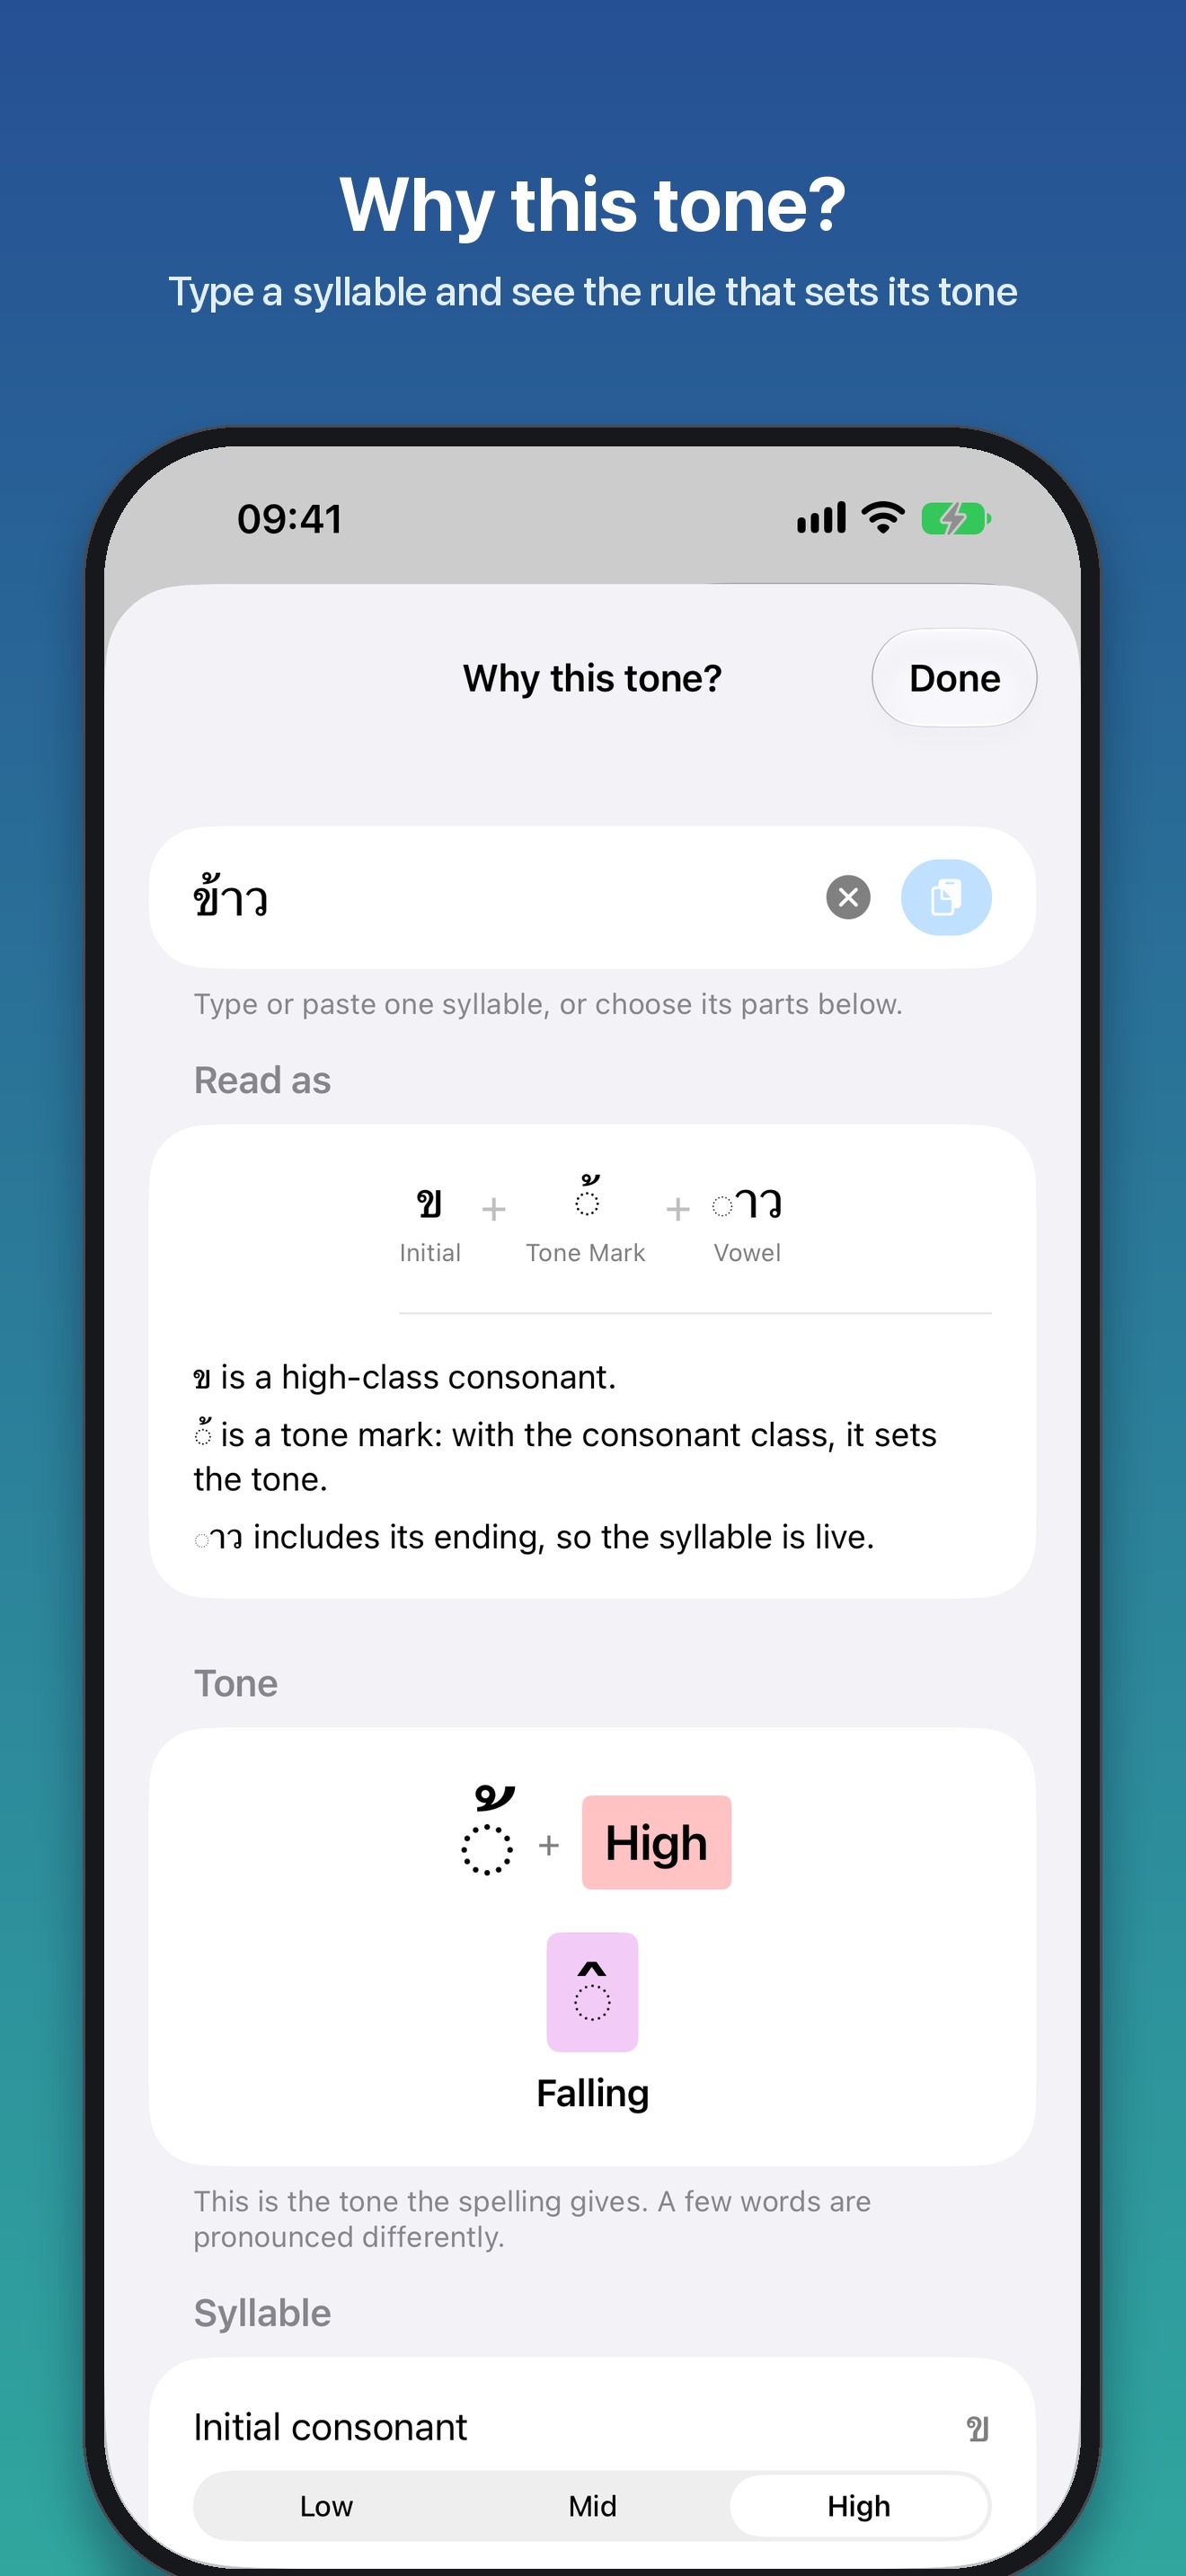 Why this tone?
Type a syllable and see the rule that sets its tone
09:41
Why this tone?
Done
ข้าว
Type or paste one syllable, or choose its parts below.
Read as
ข + ◌้ + ◌าว
Initial Tone Mark Vowel
ข is a high-class consonant.
◌้ is a tone mark: with the consonant class, it sets
the tone.
◌าว includes its ending, so the syllable is live.
Tone
◌้ + High
◌̂
Falling
This is the tone the spelling gives. A few words are
pronounced differently.
Syllable
Initial consonant ข
Low Mid High